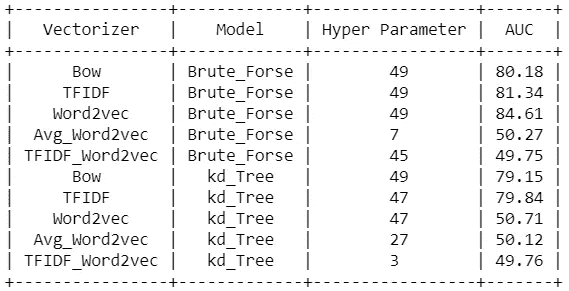 +----------------+-------------+-----------------+-------+
| Vectorizer | Model | Hyper Parameter | AUC |
+----------------+-------------+-----------------+-------+
| Bow | Brute_Forse | 49 | 80.18 |
| TFIDF | Brute_Forse | 49 | 81.34 |
| Word2vec | Brute_Forse | 49 | 84.61 |
| Avg_Word2vec | Brute_Forse | 7 | 50.27 |
| TFIDF_Word2vec | Brute_Forse | 45 | 49.75 |
| Bow | kd_Tree | 49 | 79.15 |
| TFIDF | kd_Tree | 47 | 79.84 |
| Word2vec | kd_Tree | 47 | 50.71 |
| Avg_Word2vec | kd_Tree | 27 | 50.12 |
| TFIDF_Word2vec | kd_Tree | 3 | 49.76 |
+----------------+-------------+-----------------+-------+